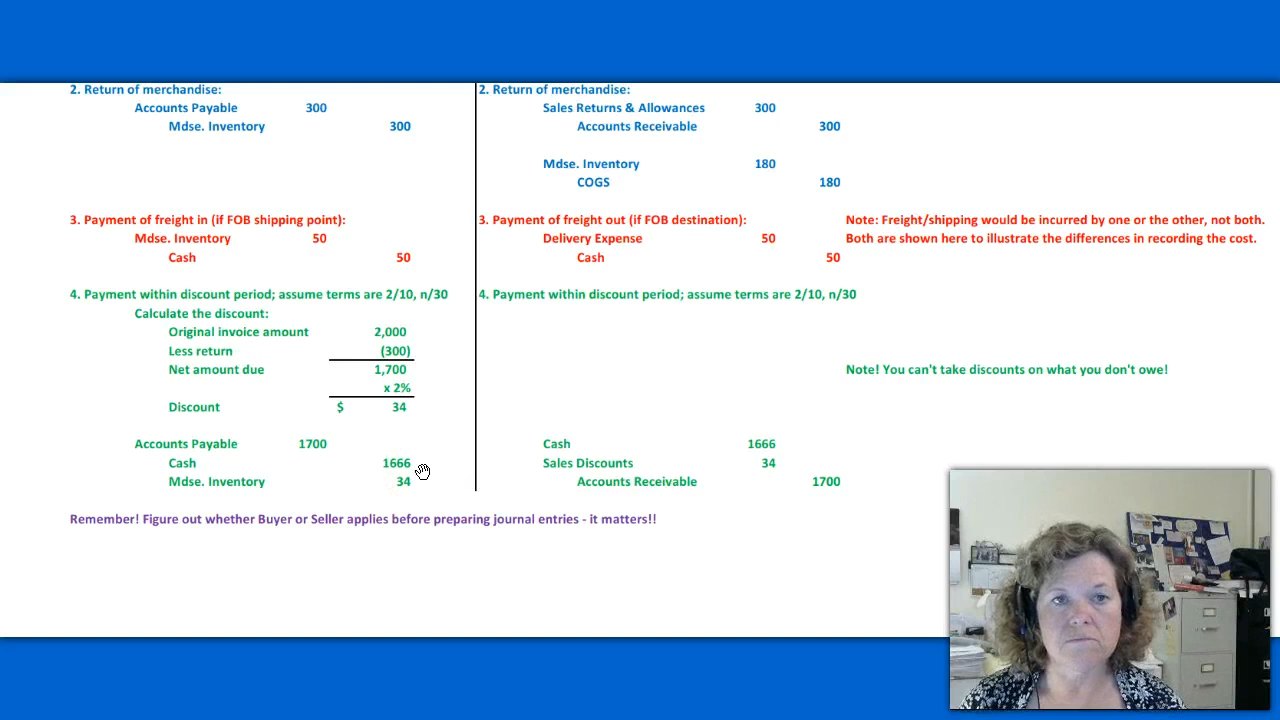 2. Return of merchandise:
Accounts Payable 300
Mdse. Inventory 300
2. Return of merchandise:
Sales Returns & Allowances 300
Accounts Receivable 300
Mdse. Inventory 180
COGS 180
3. Payment of freight in (if FOB shipping point):
Mdse. Inventory 50
Cash 50
3. Payment of freight out (if FOB destination):
Delivery Expense 50
Cash 50
Note: Freight/shipping would be incurred by one or the other, not both.
Both are shown here to illustrate the differences in recording the cost.
4. Payment within discount period; assume terms are 2/10, n/30
Calculate the discount:
Original invoice amount 2,000
Less return (300)
Net amount due 1,700
x 2%
Discount $ 34
Accounts Payable 1700
Cash 1666
Mdse. Inventory 34
4. Payment within discount period; assume terms are 2/10, n/30
Note! You can't take discounts on what you don't owe!
Cash 1666
Sales Discounts 34
Accounts Receivable 1700
Remember! Figure out whether Buyer or Seller applies before preparing journal entries - it matters!!